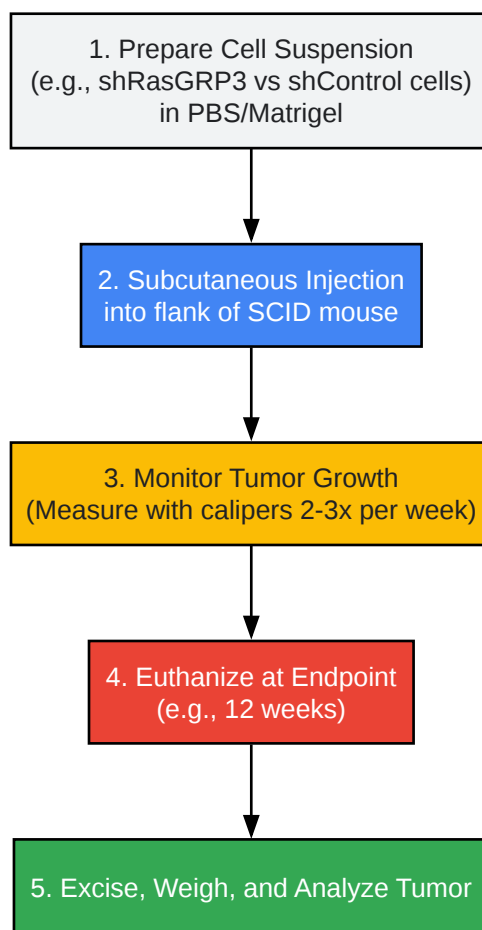 1. Prepare Cell Suspension
(e.g., shRasGRP3 vs shControl cells)
in PBS/Matrigel
2. Subcutaneous Injection
into flank of SCID mouse
3. Monitor Tumor Growth
(Measure with calipers 2-3x per week)
4. Euthanize at Endpoint
(e.g., 12 weeks)
5. Excise, Weigh, and Analyze Tumor